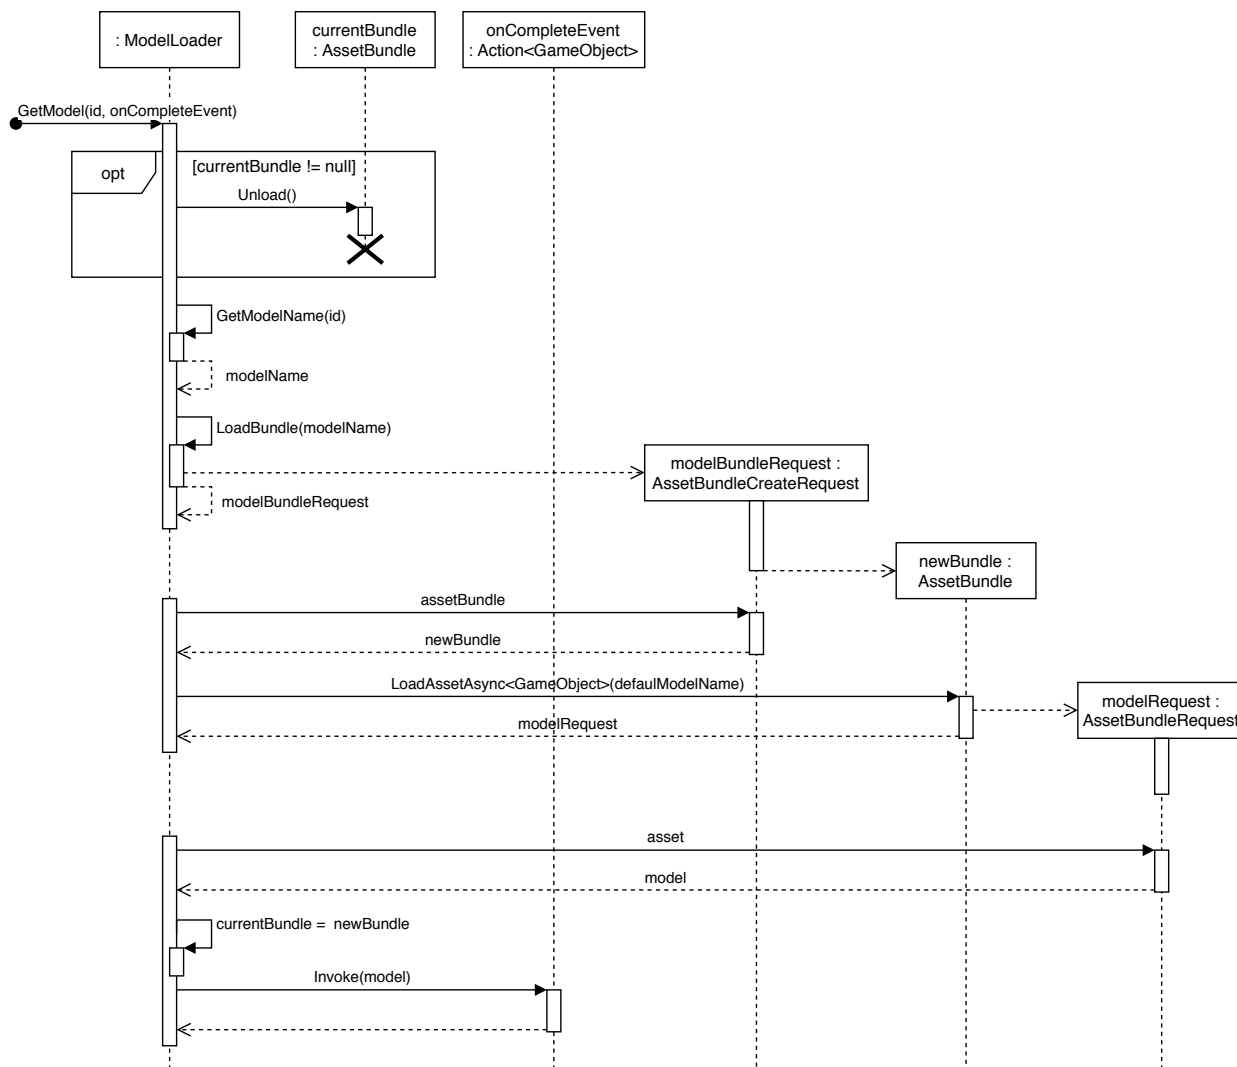 : ModelLoader
currentBundle
: AssetBundle
onCompleteEvent
: Action<GameObject>
GetModel(id, onCompleteEvent)
opt
[currentBundle != null]
Unload()
GetModelName(id)
modelName
LoadBundle(modelName)
modelBundleRequest :
AssetBundleCreateRequest
modelBundleRequest
newBundle :
AssetBundle
assetBundle
newBundle
LoadAssetAsync<GameObject>(defaulModelName)
modelRequest :
AssetBundleRequest
modelRequest
asset
model
currentBundle = newBundle
Invoke(model)